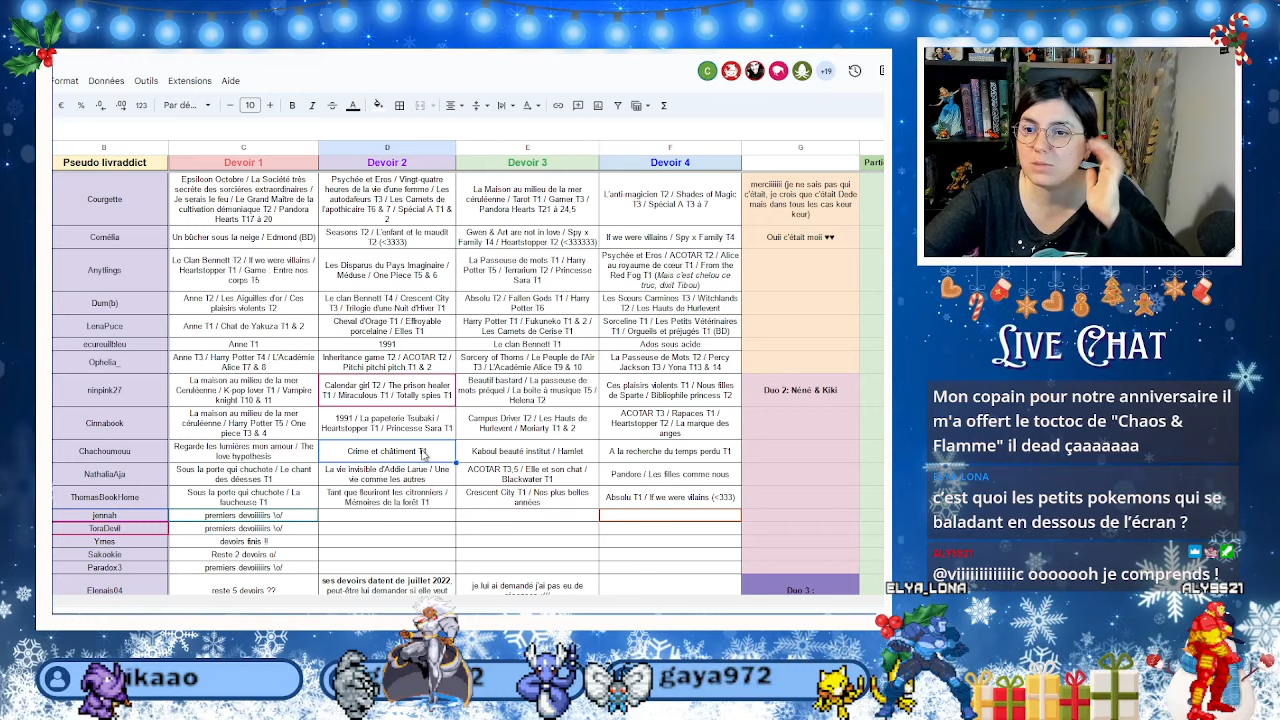 ormat Données Outils Extensions Aide
C +19
€ % .0 .00 123 Par dé... − 10 + B I A Σ
B C D E F G
Pseudo livraddict Devoir 1 Devoir 2 Devoir 3 Devoir 4 Parti
Courgette
Epsiloon Octobre / La Société très
secrète des sorcières extraordinaires /
Je serais le feu / Le Grand Maître de la
cultivation démoniaque T2 / Pandora
Hearts T17 à 20
Psychée et Eros / Vingt-quatre
heures de la vie d'une femme / Les
autodafeurs T3 / Les Carnets de
l'apothicaire T6 & 7 / Spécial A T1 &
2
La Maison au milieu de la mer
céruléenne / Tarot T1 / Gamer T3 /
Pandora Hearts T21 à 24,5
L'anti-magicien T2 / Shades of Magic
T3 / Spécial A T3 à 7
merciiiiiii (je ne sais pas qui
c'était, je crois que c'était Dede
mais dans tous les cas keur
keur)
Cornélia
Un bûcher sous la neige / Edmond (BD)
Seasons T2 / L'enfant et le maudit
T2 (<3333)
Gwen & Art are not in love / Spy x
Family T4 / Heartstopper T2 (<333333)
If we were villains / Spy x Family T4
Ouii c'était moii ♥♥
Anytlings
Le Clan Bennett T2 / If we were villains /
Heartstopper T1 / Game : Entre nos
corps T5
Les Disparus du Pays Imaginaire /
Méduse / One Piece T5 & 6
La Passeuse de mots T1 / Harry
Potter T5 / Terrarium T2 / Princesse
Sara T1
Psychée et Eros / ACOTAR T2 / Alice
au royaume de cœur T1 / From the
Red Fog T1 (Mais c'est chelou ce
truc, dixit Tibou)
Dum(b)
Anne T2 / Les Aiguilles d'or / Ces
plaisirs violents T2
Le clan Bennett T4 / Crescent City
T3 / Trilogie d'une Nuit d'Hiver T1
Absolu T2 / Fallen Gods T1 / Harry
Potter T6
Les Sœurs Carmines T3 / Witchlands
T2 / Les Hauts de Hurlevent
LenaPuce
Anne T1 / Chat de Yakuza T1 & 2
Cheval d'Orage T1 / Effroyable
porcelaine / Elles T1
Harry Potter T1 / Fukuneko T1 & 2 /
Les Carnets de Cerise T1
Sorceline T1 / Les Petits Vétérinaires
T1 / Orgueils et préjugés T1 (BD)
ecureuilbleu Anne T1 1991 Le clan Bennett T1 Ados sous acide
Ophelia_
Anne T3 / Harry Potter T4 / L'Académie
Alice T7 & 8
Inheritance game T2 / ACOTAR T2 /
Pitchi pitchi pitch T1 & 2
Sorcery of Thorns / Le Peuple de l'Air
T3 / L'Académie Alice T9 & 10
La Passeuse de Mots T2 / Percy
Jackson T3 / Yona T13 & 14
ninpink27
La maison au milieu de la mer
Ceruléenne / K-pop lover T1 / Vampire
knight T10 & 11
Calendar girl T2 / The prison healer
T1 / Miraculous T1 / Totally spies T1
Beautiful bastard / La passeuse de
mots préquel / La boîte à musique T5 /
Helena T2
Ces plaisirs violents T1 / Nous filles
de Sparte / Bibliophile princess T2
Duo 2: Néné & Kiki
Cinnabook
La maison au milieu de la mer
céruléenne / Harry Potter T5 / One
piece T3 & 4
1991 / La papeterie Tsubaki /
Heartstopper T1 / Princesse Sara T1
Campus Driver T2 / Les Hauts de
Hurlevent / Moriarty T1 & 2
ACOTAR T3 / Rapaces T1 /
Heartstopper T2 / La marque des
anges
Chachoumouu
Regarde les lumières mon amour / The
love hypothesis
Crime et châtiment T1
Kaboul beauté institut / Hamlet
A la recherche du temps perdu T1
NathaliaAja
Sous la porte qui chuchote / Le chant
des déesses T1
La vie invisible d'Addie Larue / Une
vie comme les autres
ACOTAR T3,5 / Elle et son chat /
Blackwater T1
Pandore / Les filles comme nous
ThomasBookHome
Sous la porte qui chuchote / La
faucheuse T1
Tant que fleuriront les citronniers /
Mémoires de la forêt T1
Crescent City T1 / Nos plus belles
années
Absolu T1 / If we were vilains (<333)
jennah premiers devoiiiiirs \o/
ToraDevil premiers devoiiiiirs \o/
Ymes devoirs finis !!
Sakookie Reste 2 devoirs o/
Paradox3 premiers devoiiiiirs \o/
Elenais04 reste 5 devoirs ??
ses devoirs datent de juillet 2022,
peut-être lui demander si elle veut
je lui ai demandé j'ai pas eu de
Duo 3 :
LIVE CHAT
Mon copain pour notre anniversaire il
m'a offert le toctoc de "Chaos &
Flamme" il dead çaaaaaaa
ELYA_LONA
c'est quoi les petits pokemons qui se
baladant en dessous de l'écran ?
ALY9S21
@viiiiiiiiiiiic ooooooh je comprends !
ELYA_LONA ALY9S21
ikaao 2 gaya972